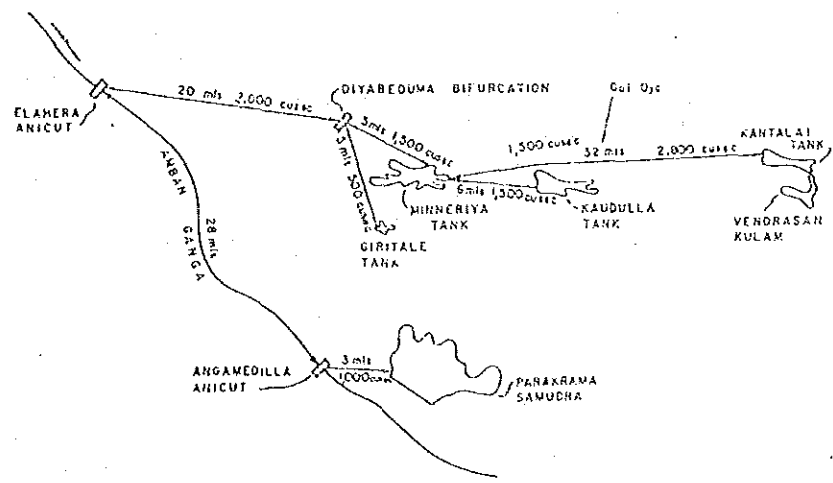 ELAHERA
ANICUT
20 mls 2,000 cusec
DIYABEDUMA BIFURCATION
5 mls 1,500 cusec
5 mls 500 cusec
MINNERIYA
TANK
GIRITALE
TANK
Gal Oya
1,500 cusec
32 mls
2,000 cusec
6 mls 1,500 cusec
KAUDULLA
TANK
KANTALAI
TANK
VENDRASAN
KULAM
AMBAN
GANGA
28 mls
ANGAMEDILLA
ANICUT
3 mls
1000
PARAKRAMA
SAMUDRA